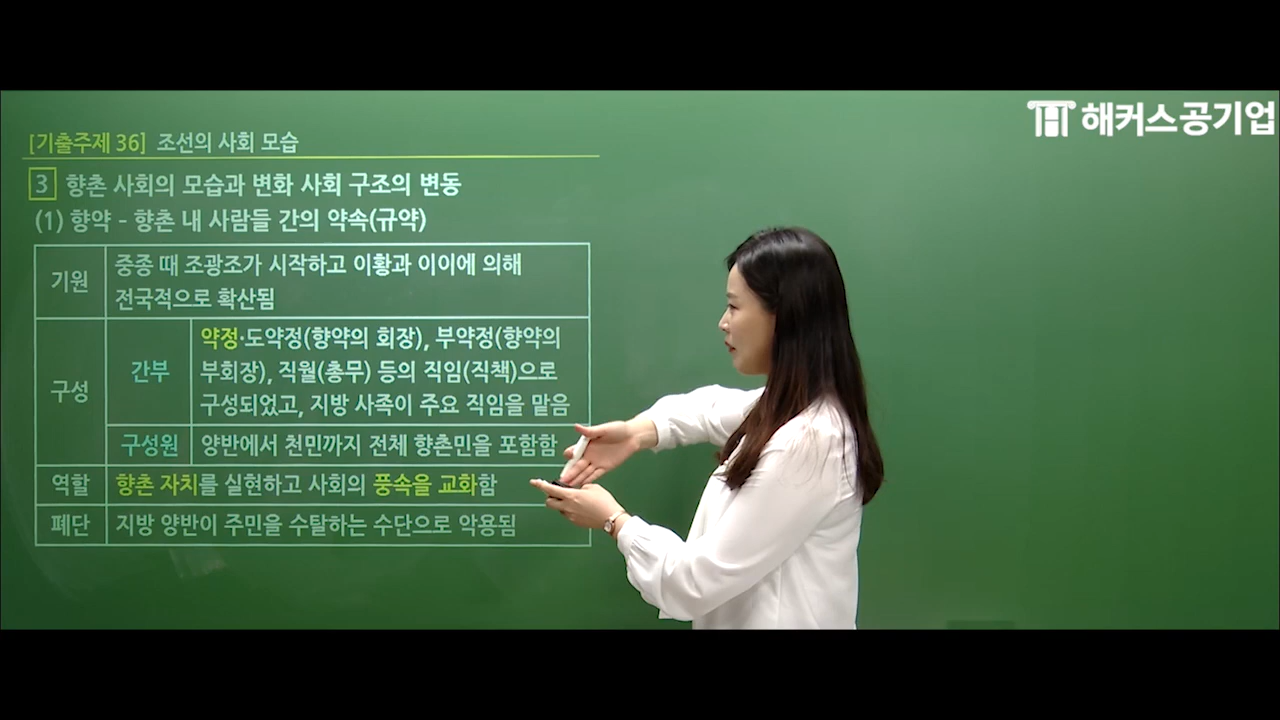 해커스공기업
[기출주제 36] 조선의 사회 모습
3 향촌 사회의 모습과 변화 사회 구조의 변동
(1) 향약 - 향촌 내 사람들 간의 약속(규약)
기원
중종 때 조광조가 시작하고 이황과 이이에 의해
전국적으로 확산됨
구성
간부
약정·도약정(향약의 회장), 부약정(향약의
부회장), 직월(총무) 등의 직임(직책)으로
구성되었고, 지방 사족이 주요 직임을 맡음
구성원
양반에서 천민까지 전체 향촌민을 포함함
역할
향촌 자치를 실현하고 사회의 풍속을 교화함
폐단
지방 양반이 주민을 수탈하는 수단으로 악용됨